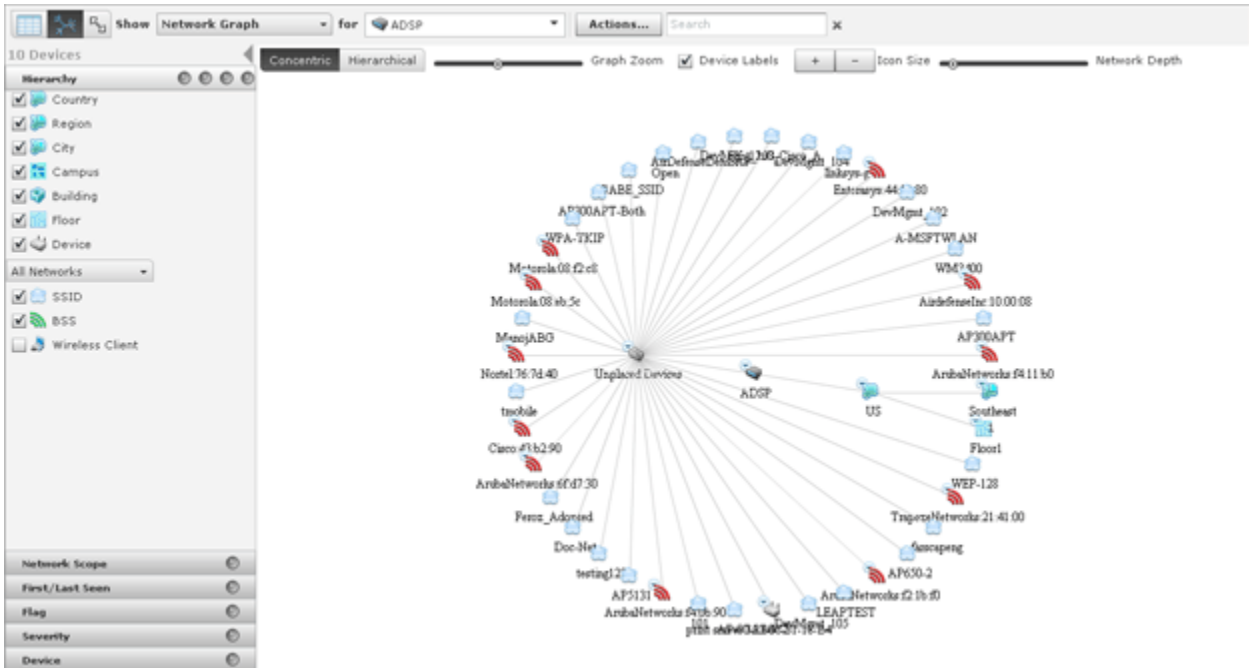 Show Network Graph for ADSP Actions... Search
10 Devices
Concentric Hierarchical Graph Zoom Device Labels + - Icon Size Network Depth
Hierarchy
Country
Region
City
Campus
Building
Floor
Device
All Networks
SSID
BSS
Wireless Client
Network Scope
First/Last Seen
Flag
Severity
Device
Open
BABE_SSID
AP300APT-Both
DevMgmt_102
WPA-TKIP
A-MSFTWLAN
Motorola:08:f2:c8
Motorola:08:eb:5c
AirdefenseInc:10:00:08
ManojABG
AP300APT
Nortel:76:7d:40
Unplaced Devices
ArubaNetworks:f4:11:b0
ADSP
tmobile
US
Southeast
Cisco:43:b2:90
Floor1
ArubaNetworks:6f:d7:30
WEP-128
Feroz_Adopted
TrapezeNetworks:21:41:00
Doc-Net
AP650-2
AP5131
LEAPTEST